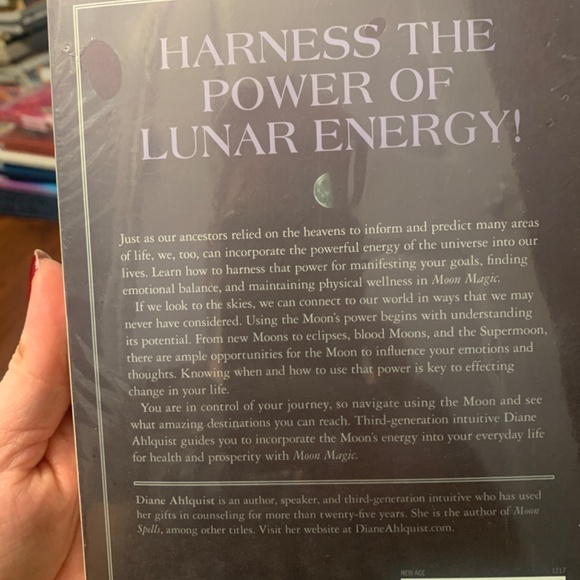 HARNESS THE
POWER OF
LUNAR ENERGY!
Just as our ancestors relied on the heavens to inform and predict many areas
of life, we, too, can incorporate the powerful energy of the universe into our
lives. Learn how to harness that power for manifesting your goals, finding
emotional balance, and maintaining physical wellness in Moon Magic.
If we look to the skies, we can connect to our world in ways that we may
never have considered. Using the Moon's power begins with understanding
its potential. From new Moons to eclipses, blood Moons, and the Supermoon,
there are ample opportunities for the Moon to influence your emotions and
thoughts. Knowing when and how to use that power is key to effecting
change in your life.
You are in control of your journey, so navigate using the Moon and see
what amazing destinations you can reach. Third-generation intuitive Diane
Ahlquist guides you to incorporate the Moon's energy into your everyday life
for health and prosperity with Moon Magic.
Diane Ahlquist is an author, speaker, and third-generation intuitive who has used
her gifts in counseling for more than twenty-five years. She is the author of Moon
Spells, among other titles. Visit her website at DianeAhlquist.com.
NEW AGE 1217